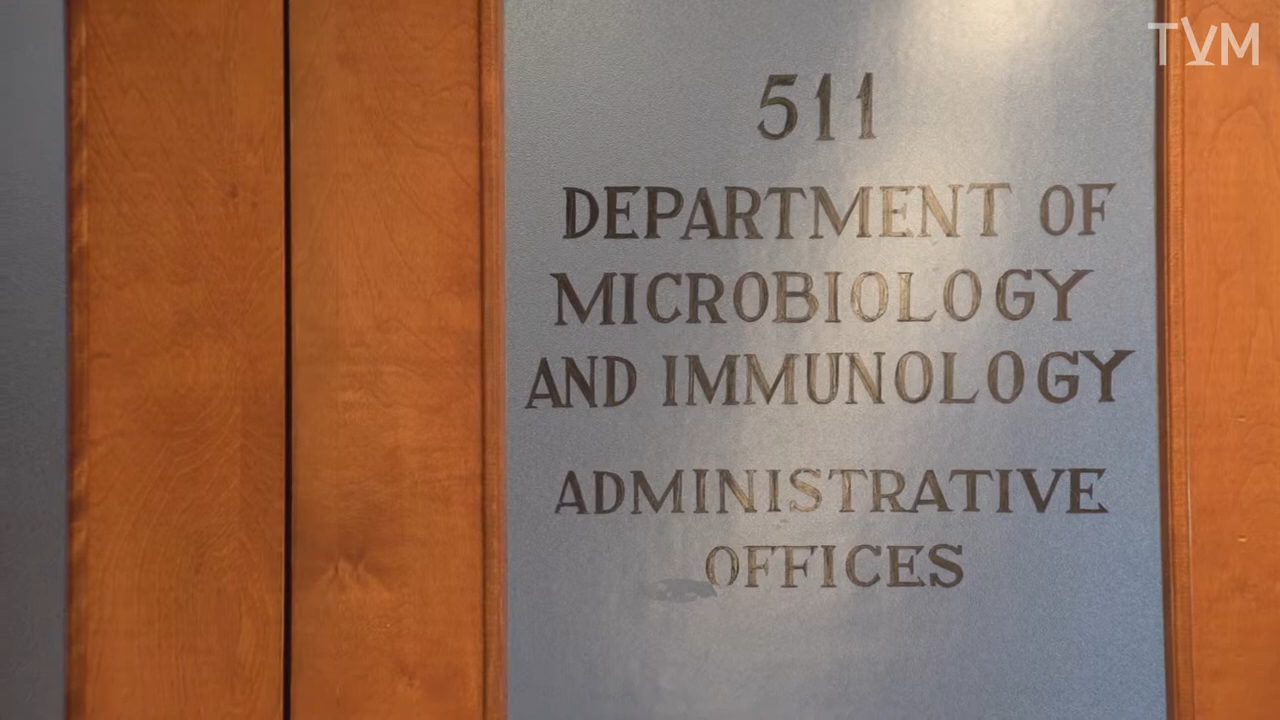 TVM
511
DEPARTMENT OF
MICROBIOLOGY
AND IMMUNOLOGY
ADMINISTRATIVE
OFFICES